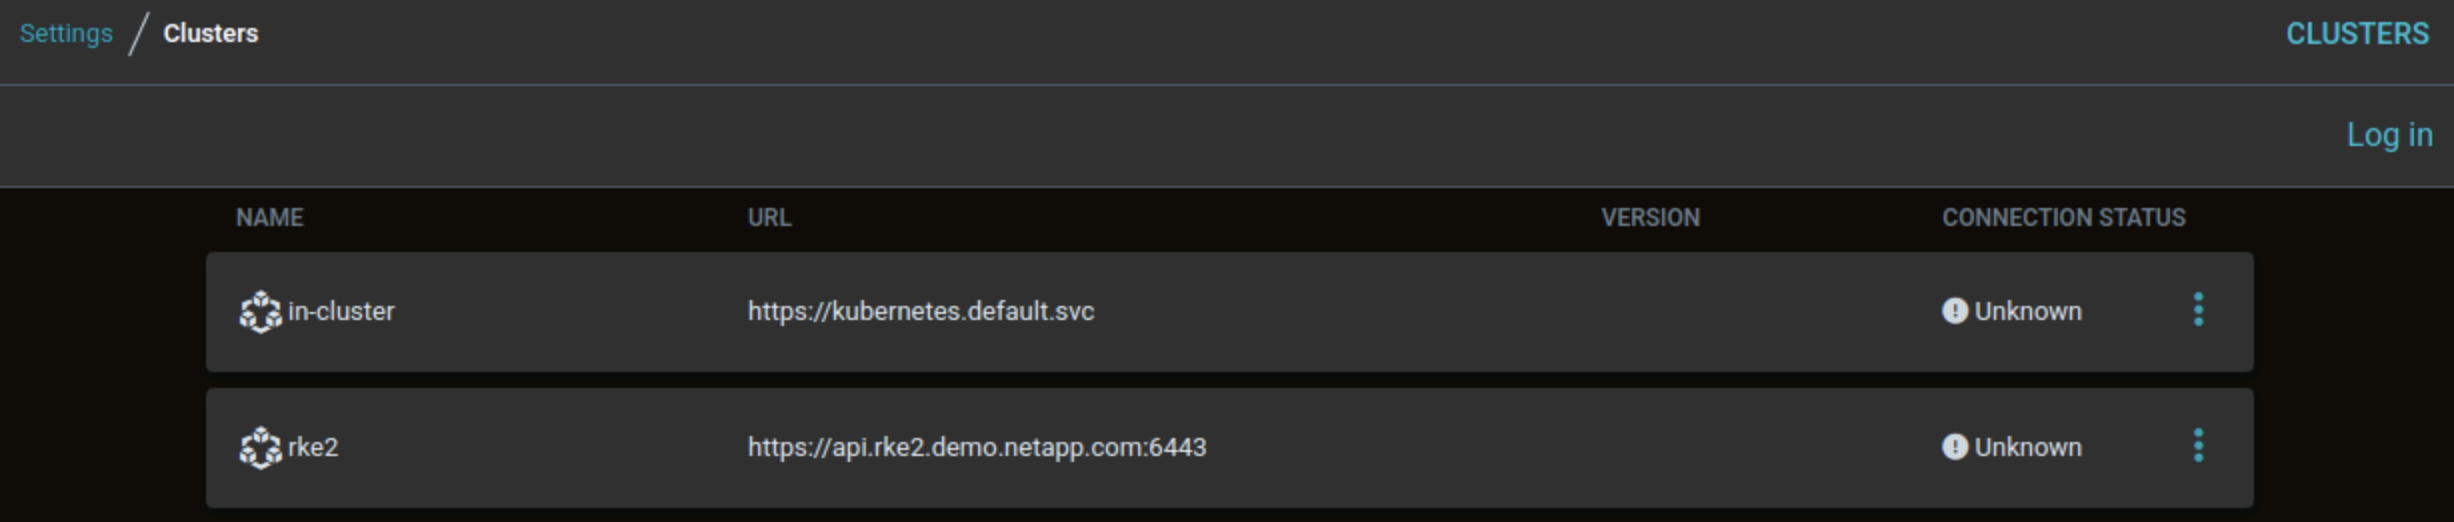 Settings / Clusters CLUSTERS
Log in
NAME URL VERSION CONNECTION STATUS
in-cluster https://kubernetes.default.svc Unknown
rke2 https://api.rke2.demo.netapp.com:6443 Unknown